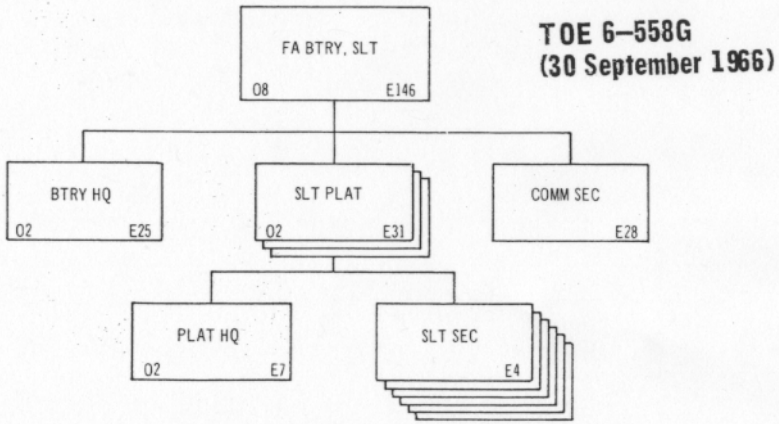 TOE 6-558G
(30 September 1966)
FA BTRY, SLT
O8 E146
BTRY HQ
O2 E25
SLT PLAT
O2 E31
COMM SEC
E28
PLAT HQ
O2 E7
SLT SEC
E4